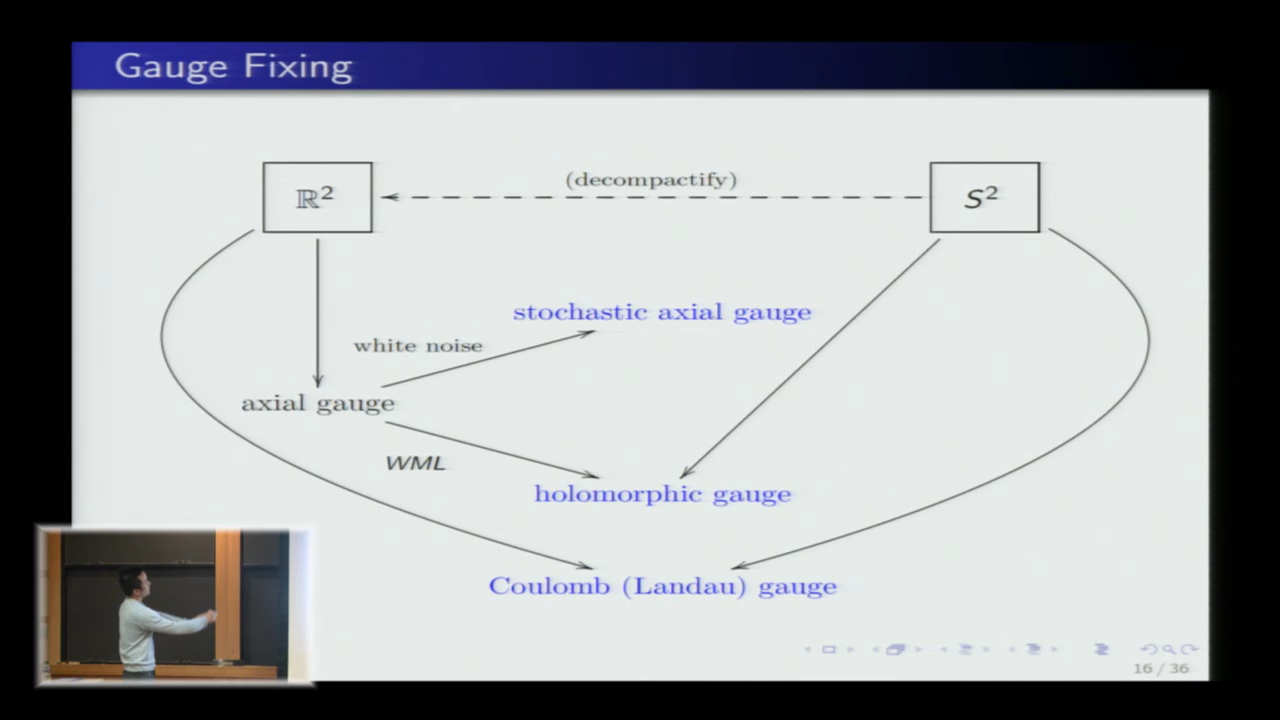 Gauge Fixing
(decompactify)
ℝ²
S²
stochastic axial gauge
white noise
axial gauge
WML
holomorphic gauge
Coulomb (Landau) gauge
16 / 36